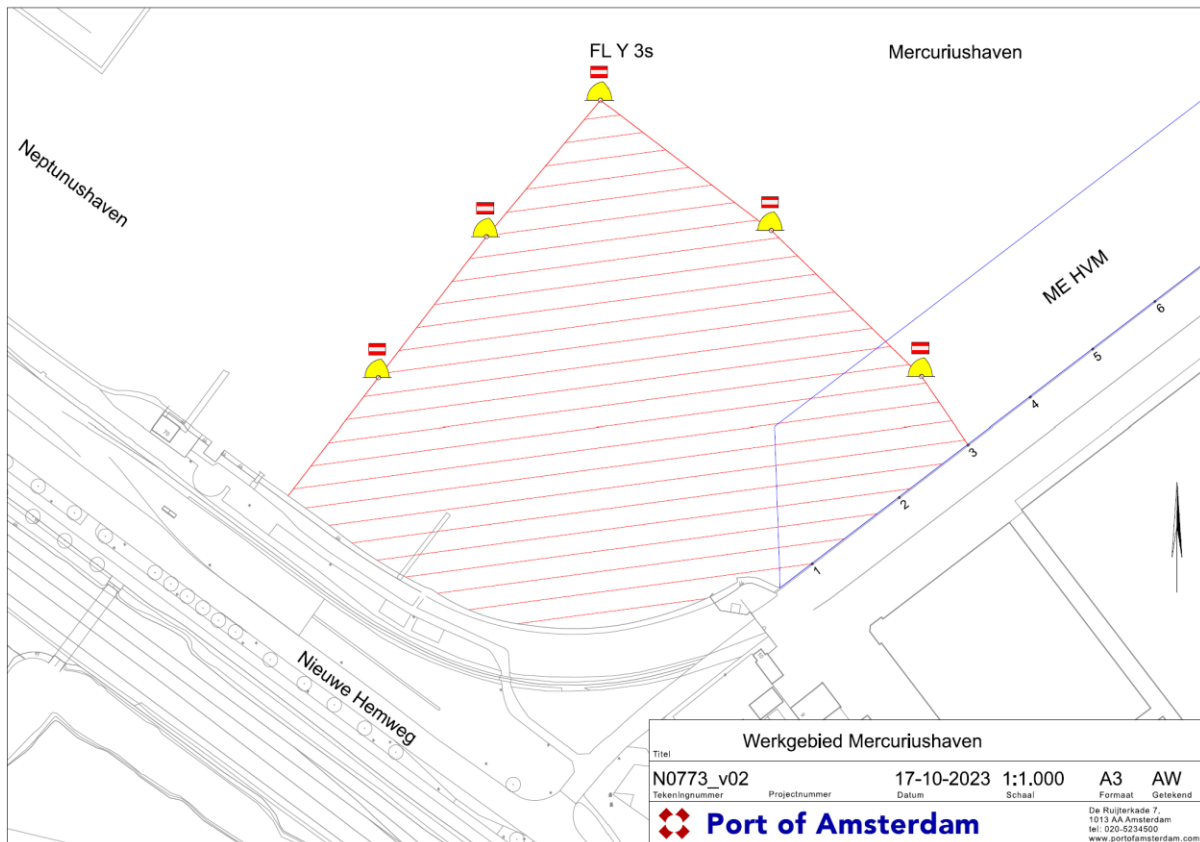 FL Y 3s
Mercuriushaven
Neptunushaven
ME HVM
6
5
4
3
2
1
Nieuwe Hemweg
Werkgebied Mercuriushaven
Titel
N0773_v02 17-10-2023 1:1.000 A3 AW
Tekeningnummer Projectnummer Datum Schaal Formaat Getekend
Port of Amsterdam
De Ruijterkade 7,
1013 AA Amsterdam
tel: 020-5234500
www.portofamsterdam.com